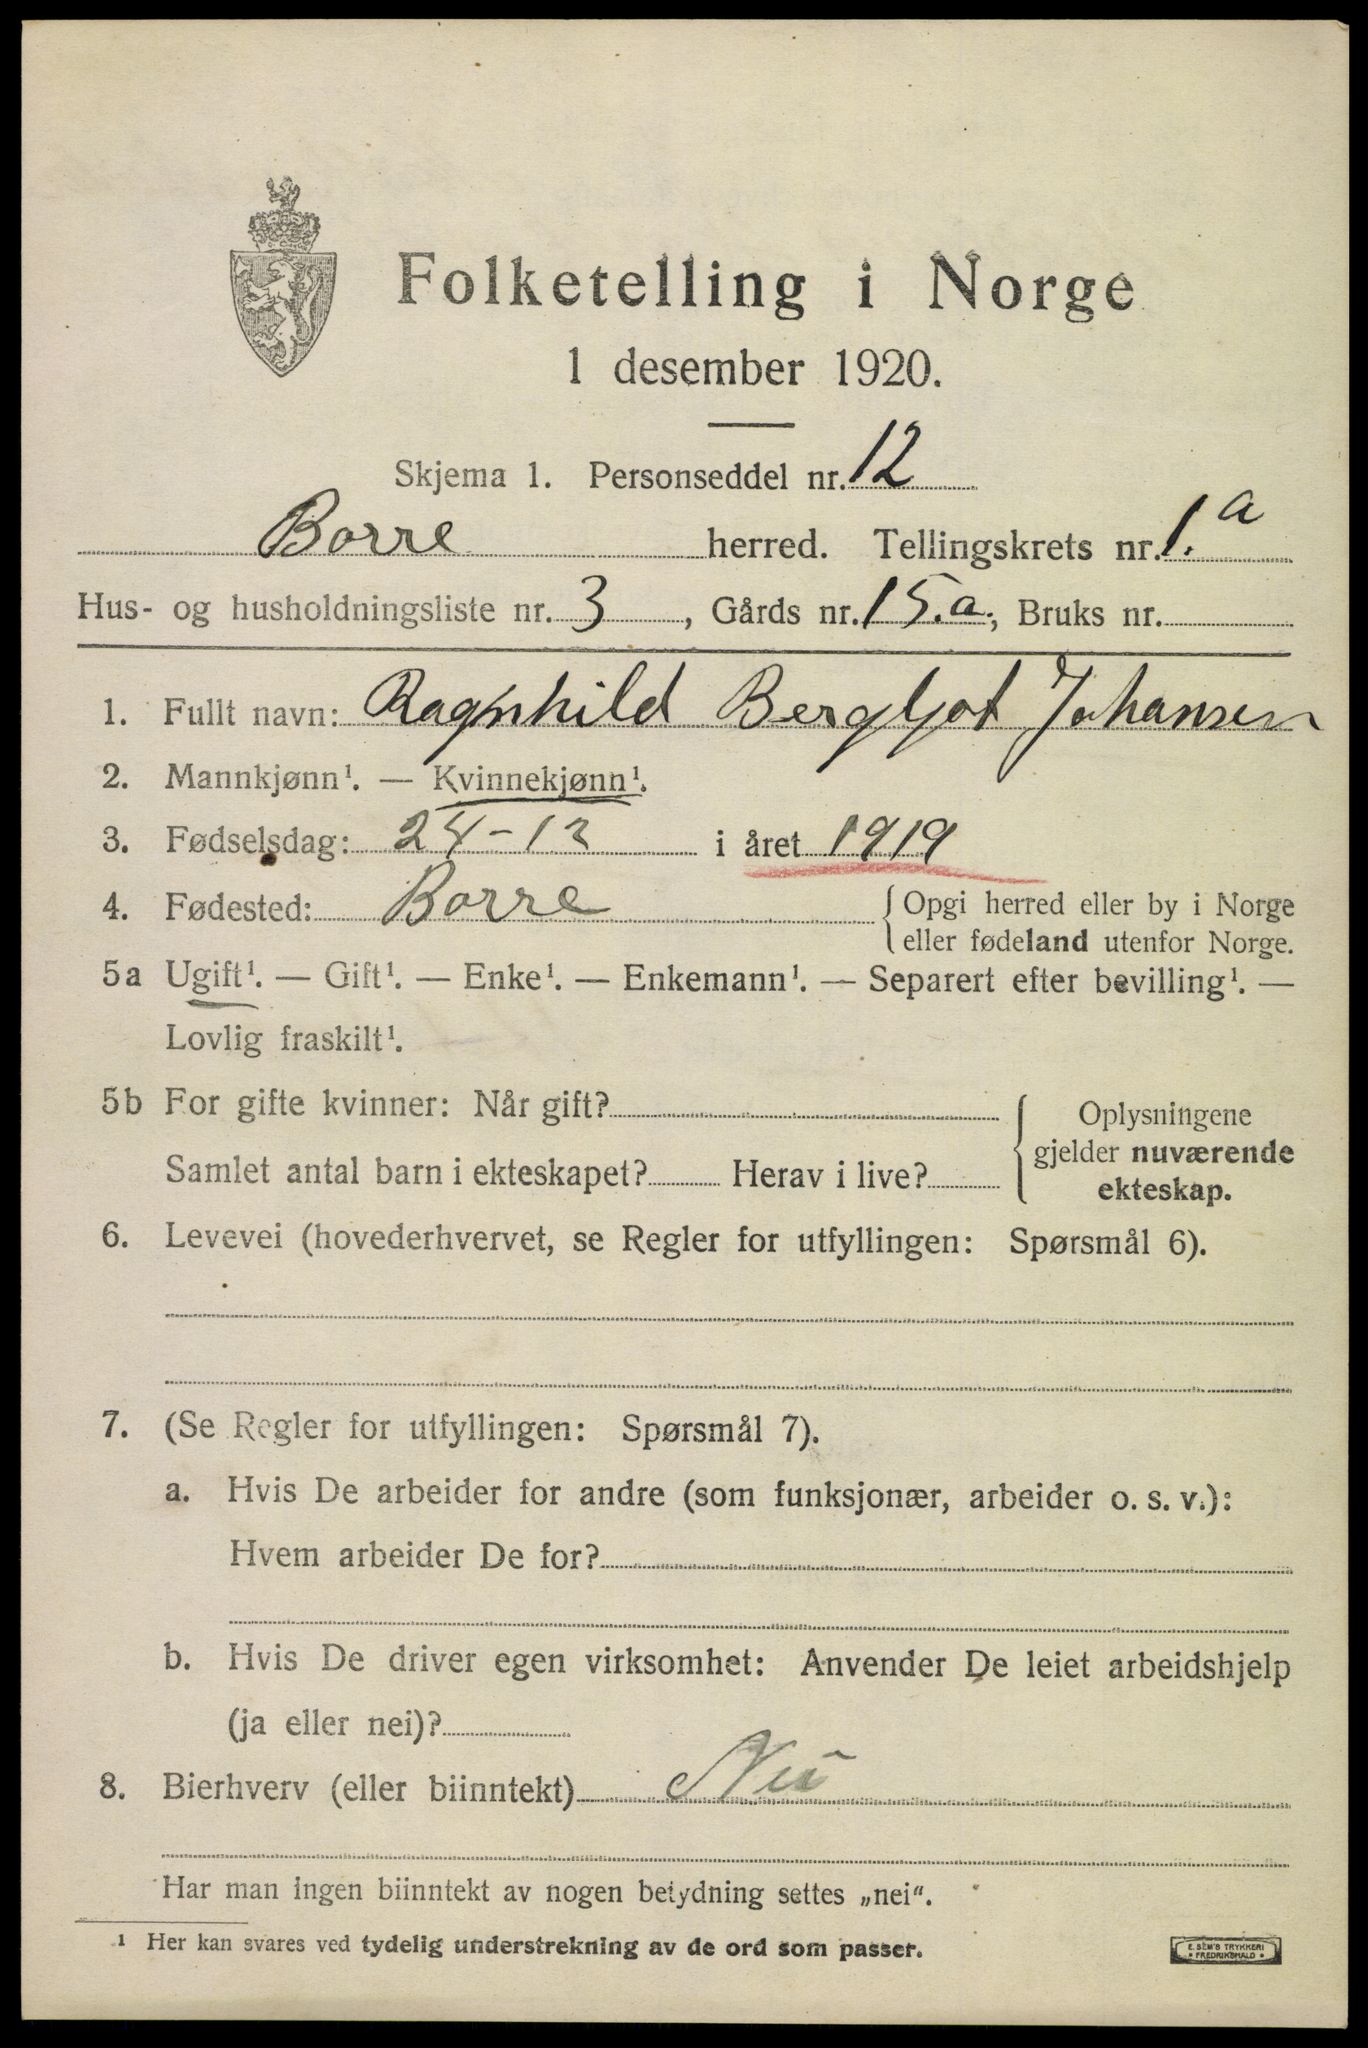 Folketelling i Norge
1 desember 1920.
Skjema 1. Personseddel nr. 12
Borre herred. Tellingskrets nr. 1.a
Hus- og husholdningsliste nr. 3, Gårds nr. 15.a, Bruks nr.
1. Fullt navn: Ragnhild Bergljot Johansen
2. Mannkjønn¹. — Kvinnekjønn¹.
3. Fødselsdag: 24-12 i året 1919
4. Fødested: Borre {Opgi herred eller by i Norge
eller fødeland utenfor Norge.
5a Ugift¹. — Gift¹. — Enke¹. — Enkemann¹. — Separert efter bevilling¹. —
Lovlig fraskilt¹.
5b For gifte kvinner: Når gift?
Samlet antal barn i ekteskapet? Herav i live?
{Oplysningene
gjelder nuværende
ekteskap.
6. Levevei (hovederhvervet, se Regler for utfyllingen: Spørsmål 6).
7. (Se Regler for utfyllingen: Spørsmål 7).
a. Hvis De arbeider for andre (som funksjonær, arbeider o. s. v.):
Hvem arbeider De for?
b. Hvis De driver egen virksomhet: Anvender De leiet arbeidshjelp
(ja eller nei)?
8. Bierhverv (eller biinntekt) Nei
Har man ingen biinntekt av nogen betydning settes „nei“.
¹ Her kan svares ved tydelig understrekning av de ord som passer.
E. SEM'S TRYKKERI
• FREDRIKSHALD •